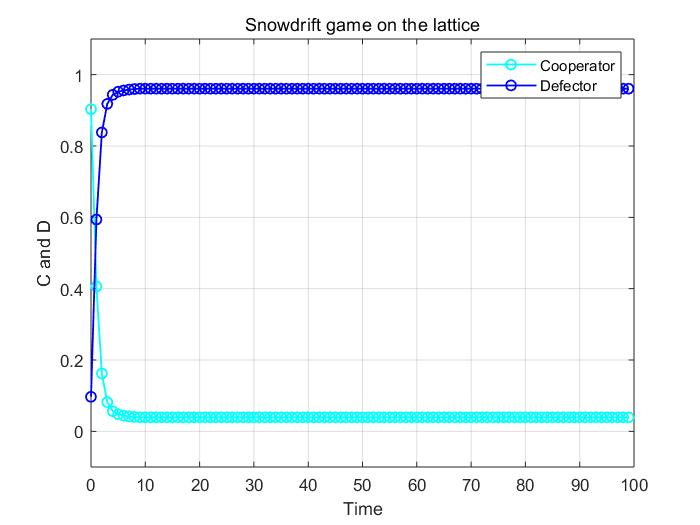 Snowdrift game on the lattice
Cooperator
Defector
C and D
1
0.8
0.6
0.4
0.2
0
0 10 20 30 40 50 60 70 80 90 100
Time